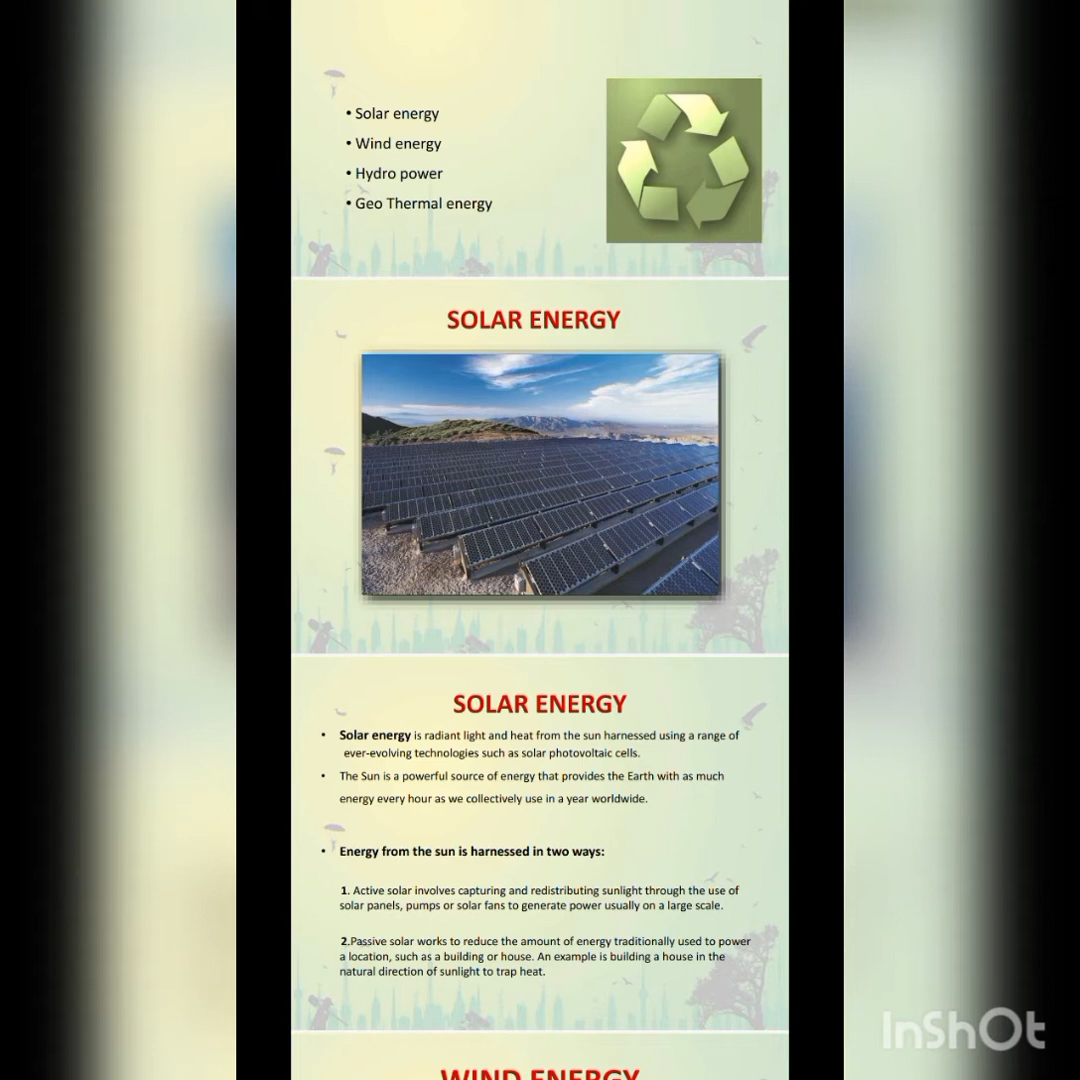 • Solar energy
• Wind energy
• Hydro power
• Geo Thermal energy
SOLAR ENERGY
SOLAR ENERGY
• Solar energy is radiant light and heat from the sun harnessed using a range of
ever-evolving technologies such as solar photovoltaic cells.
• The Sun is a powerful source of energy that provides the Earth with as much
energy every hour as we collectively use in a year worldwide.
• Energy from the sun is harnessed in two ways:
1. Active solar involves capturing and redistributing sunlight through the use of
solar panels, pumps or solar fans to generate power usually on a large scale.
2.Passive solar works to reduce the amount of energy traditionally used to power
a location, such as a building or house. An example is building a house in the
natural direction of sunlight to trap heat.
WIND ENERGY
InShOt